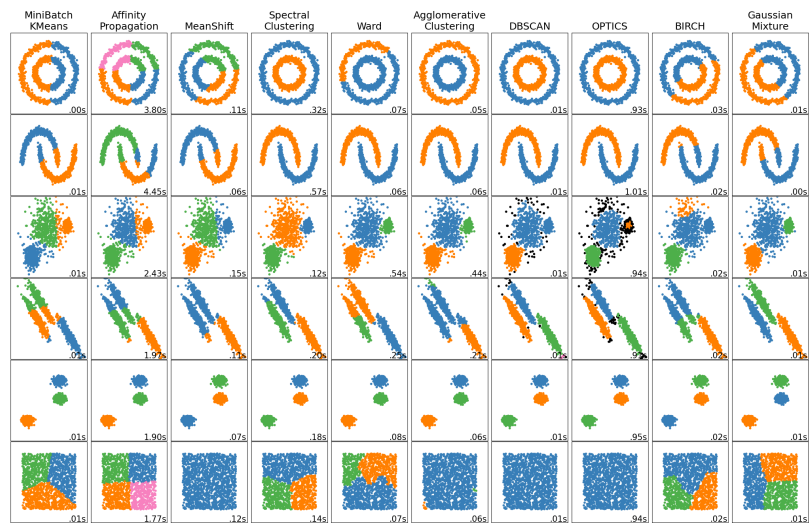 MiniBatch
KMeans
Affinity
Propagation
MeanShift
Spectral
Clustering
Ward
Agglomerative
Clustering
DBSCAN
OPTICS
BIRCH
Gaussian
Mixture
.00s 3.80s .11s .32s .07s .05s .01s .93s .03s .01s
.01s 4.45s .06s .57s .06s .06s .01s 1.01s .02s .00s
.01s 2.43s .15s .12s .54s .44s .01s .94s .02s .01s
.01s 1.97s .11s .20s .25s .21s .01s .02s .01s
.01s 1.90s .07s .18s .08s .06s .01s .95s .02s .01s
.01s 1.77s .12s .14s .07s .06s .01s .94s .02s .01s